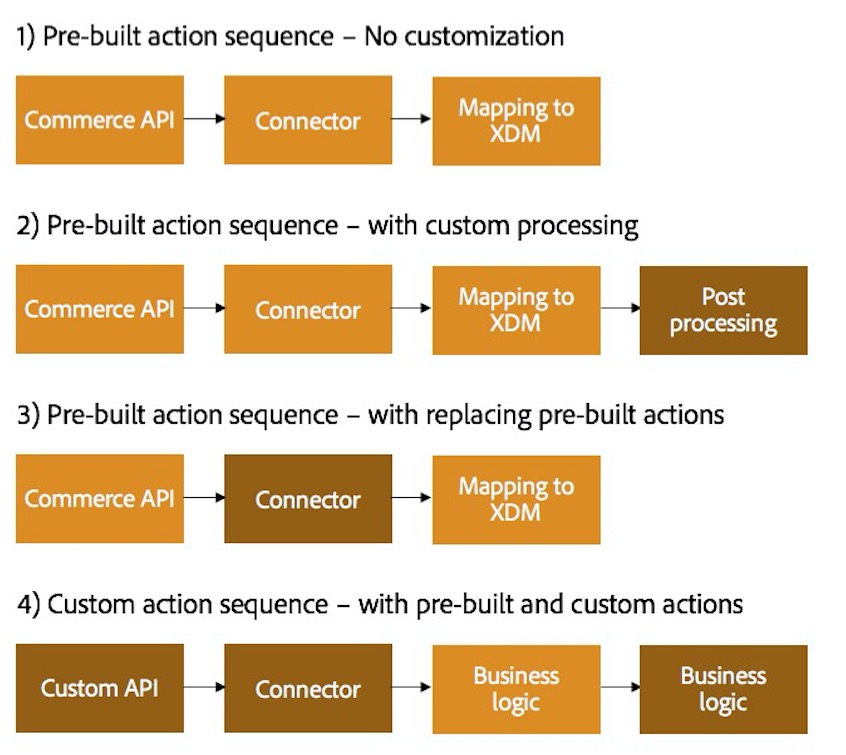 1) Pre-built action sequence – No customization
Commerce API
Connector
Mapping to
XDM
2) Pre-built action sequence – with custom processing
Commerce API
Connector
Mapping to
XDM
Post
processing
3) Pre-built action sequence – with replacing pre-built actions
Commerce API
Connector
Mapping to
XDM
4) Custom action sequence – with pre-built and custom actions
Custom API
Connector
Business
logic
Business
logic